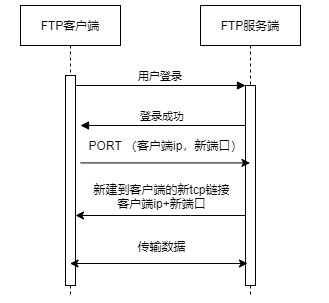 FTP客户端
FTP服务端
用户登录
登录成功
PORT （客户端ip，新端口）
新建到客户端的新tcp链接
客户端ip+新端口
传输数据